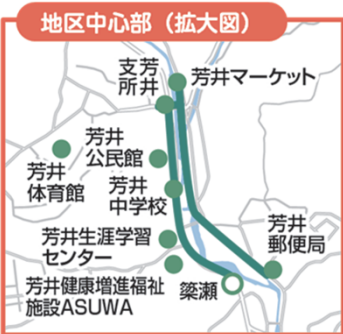 地区中心部（拡大図）
芳井
支所
芳井マーケット
芳井
公民館
芳井
体育館
芳井
中学校
芳井生涯学習
センター
芳井
郵便局
芳井健康増進福祉
施設ASUWA
簗瀬